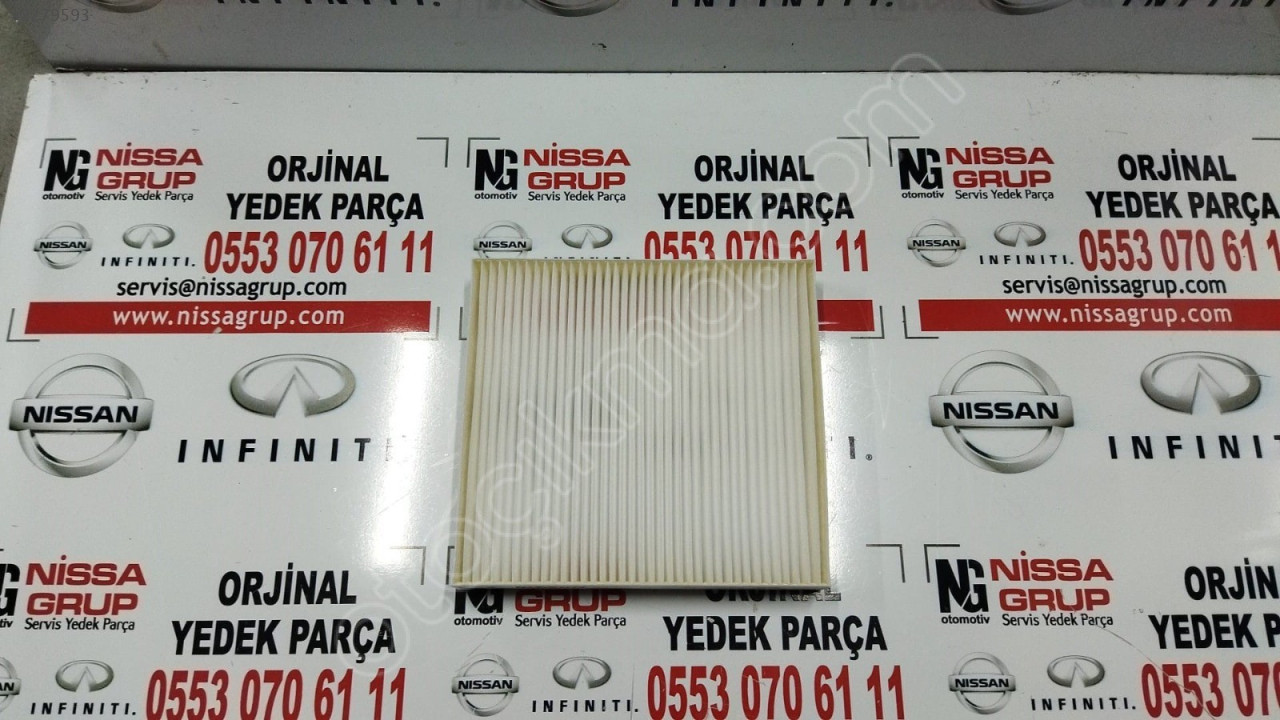 9593
NG NİSSA GRUP
otomotiv Servis Yedek Parça
ORJİNAL
YEDEK PARÇA
NISSAN INFINITI. 0553 070 61 11
servis@nissagrup.com
www.nissagrup.com
NG NİSSA GRUP
otomotiv Servis Yedek Parça
ORJİNAL
YEDEK PARÇA
NISSAN 0553 070 61 11
NG NİSSA GRUP
otomotiv Servis Yedek Parça
ORJİNAL
YEDEK PARÇA
NISSAN INFINITI. 0553 070 61 1
servis@nissagrup.com
www.nissagrup.com
NISSAN INFINITI
NISSAN INFINITI
NİSSA GRUP
Servis Yedek Parça
ORJİNAL
YEDEK PARÇA
INFINITI. 0553 070 61 11
otomotiv Servis Yedek Parça
YEDEK PARÇA
NISSAN INFINITI. 0553 070 61 11
NG NİSSA GRUP
otomotiv Servis Yedek Parça
ORJİN
YEDEK P
NISSAN INFINITI. 0553 07
otoçıkma.com